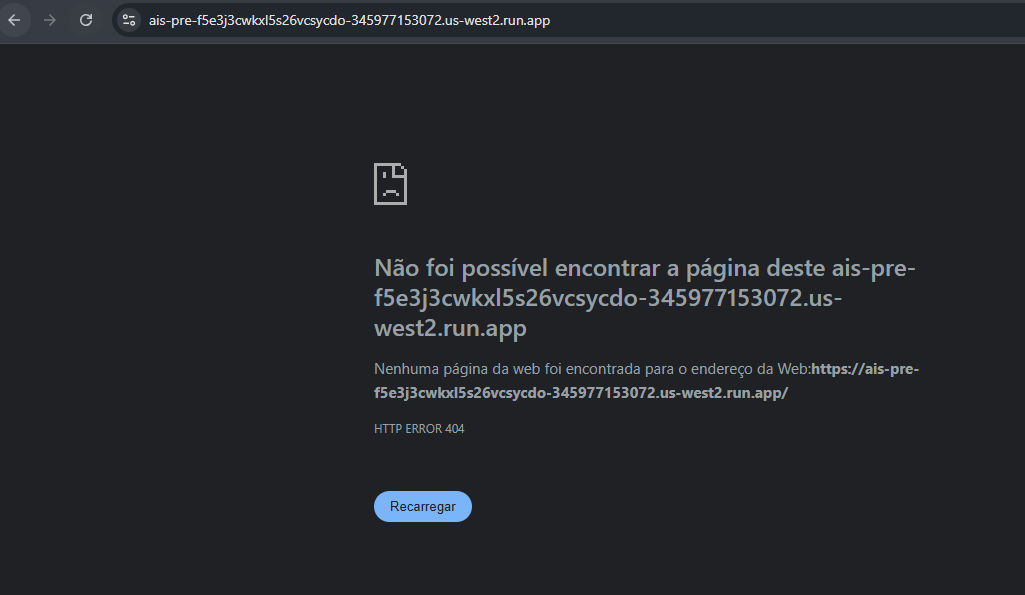 ais-pre-f5e3j3cwkxl5s26vcsycdo-345977153072.us-west2.run.app
Não foi possível encontrar a página deste ais-pre-
f5e3j3cwkxl5s26vcsycdo-345977153072.us-
west2.run.app
Nenhuma página da web foi encontrada para o endereço da Web:https://ais-pre-
f5e3j3cwkxl5s26vcsycdo-345977153072.us-west2.run.app/
HTTP ERROR 404
Recarregar